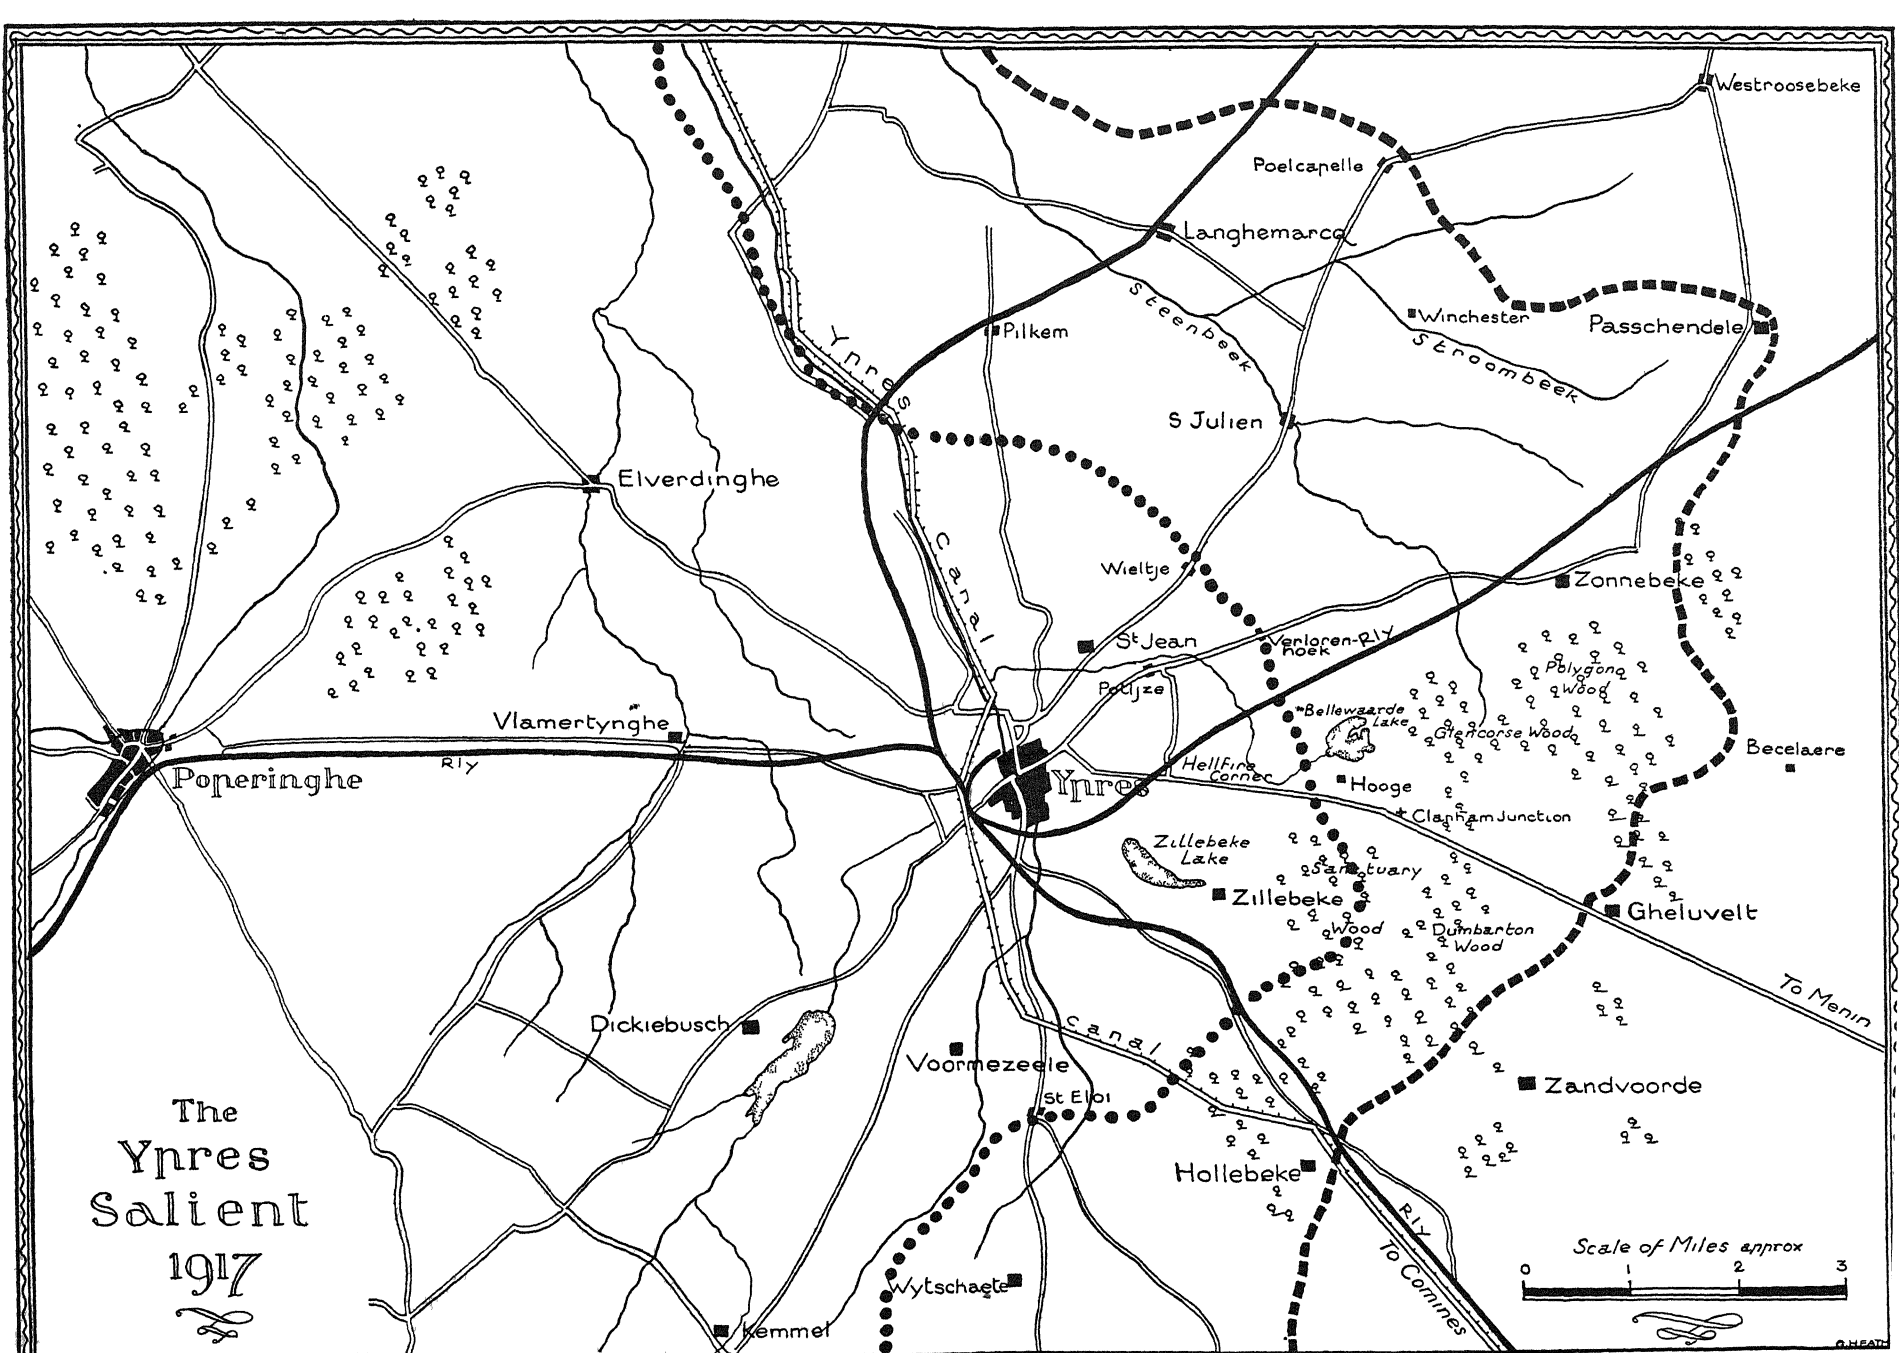 Westroosebeke
Poelcapelle
Langhemarcq
Steenbeek
Winchester
Stroombeek
Passchendele
Pilkem
Ypres
Canal
S Julien
Elverdinghe
Wieltje
Zonnebeke
St Jean
Verloren-
hoek
Rly
Potijze
Polygon
Wood
Bellewaarde
Lake
Glencorse Wood
Vlamertynghe
Becelaere
Rly
Poperinghe
Hellfire
Corner
Ypres
Hooge
Clapham Junction
Zillebeke
Lake
Sanctuary
Wood
Zillebeke
Dumbarton
Wood
Gheluvelt
To Menin
Dickiebusch
Canal
Voormezeele
St Eloi
Zandvoorde
Hollebeke
Rly
To Comines
Wytschaete
Kemmel
The
Ypres
Salient
1917
Scale of Miles approx
0 1 2 3
G.HEATH